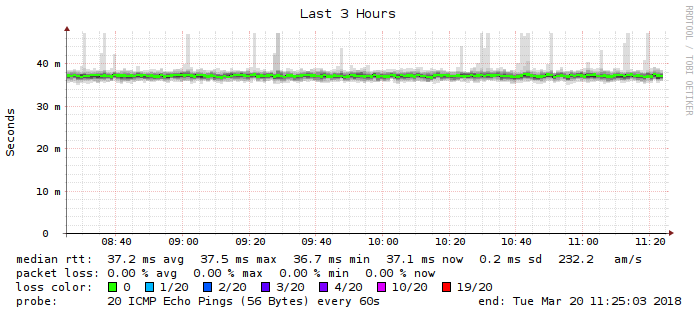 Last 3 Hours
RRDTOOL / TOBI OETIKER
Seconds
40 m
30 m
20 m
10 m
0
08:40 09:00 09:20 09:40 10:00 10:20 10:40 11:00 11:20
median rtt: 37.2 ms avg 37.5 ms max 36.7 ms min 37.1 ms now 0.2 ms sd 232.2 am/s
packet loss: 0.00 % avg 0.00 % max 0.00 % min 0.00 % now
loss color: 0 1/20 2/20 3/20 4/20 10/20 19/20
probe: 20 ICMP Echo Pings (56 Bytes) every 60s end: Tue Mar 20 11:25:03 2018